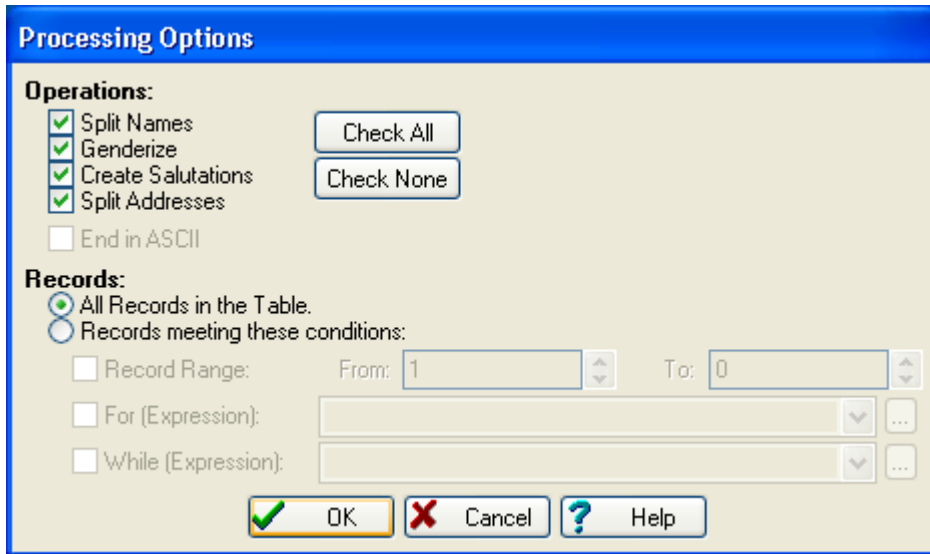 Processing Options
Operations:
Split Names
Genderize
Create Salutations
Split Addresses
Check All
Check None
End in ASCII
Records:
All Records in the Table.
Records meeting these conditions:
Record Range: From: 1 To: 0
For (Expression): ...
While (Expression): ...
OK Cancel ? Help